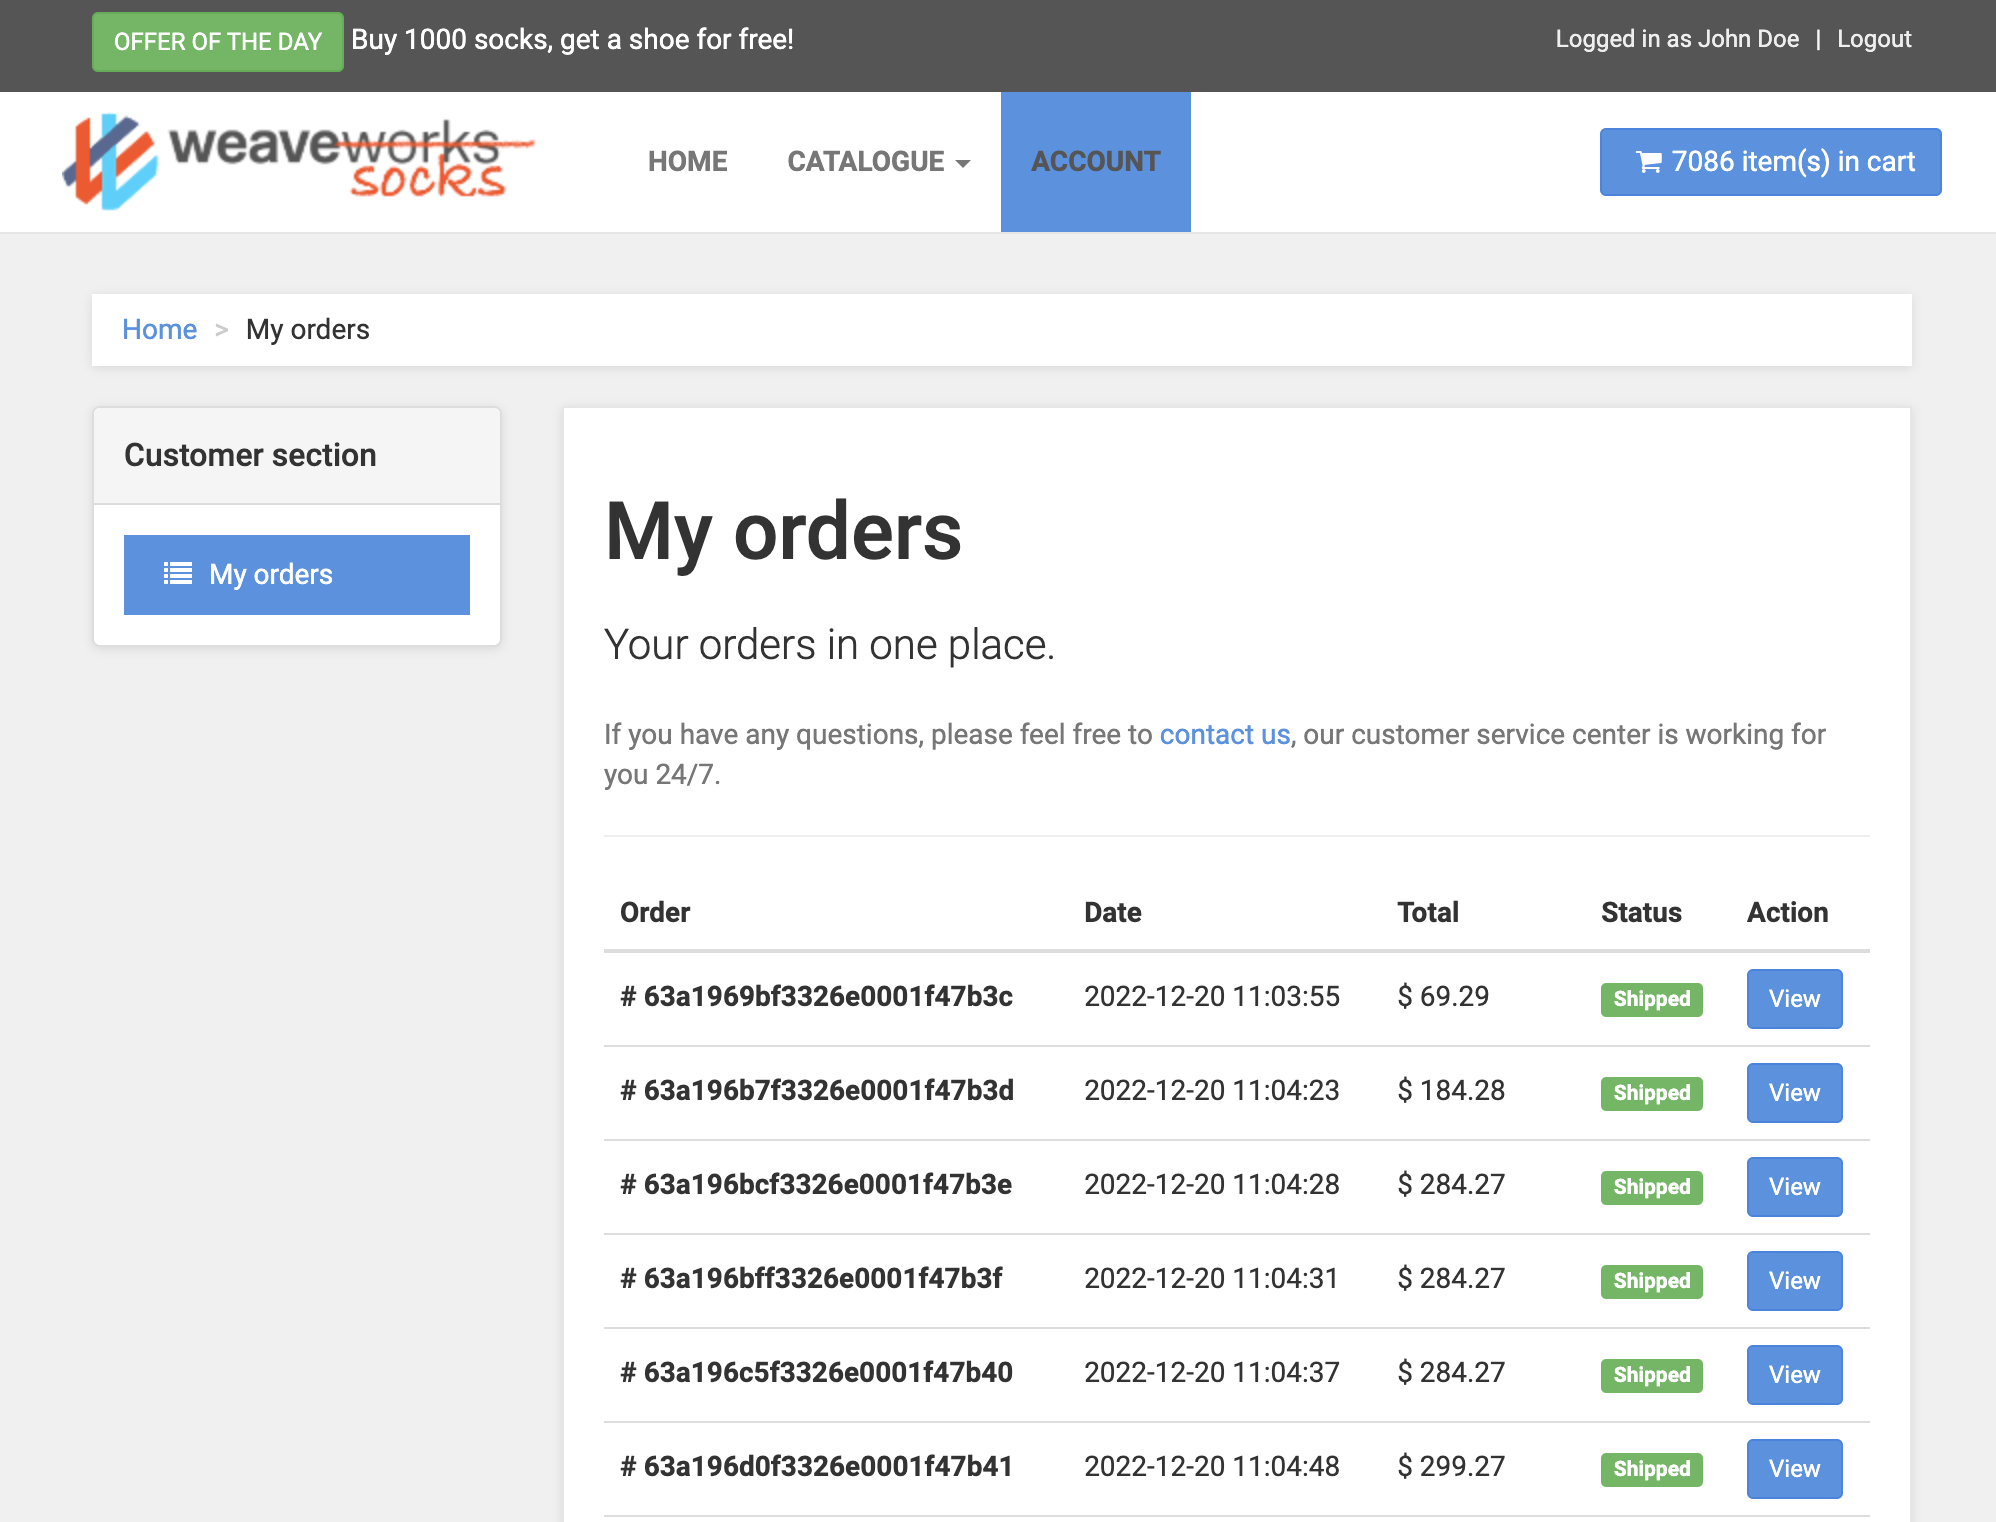 OFFER OF THE DAY Buy 1000 socks, get a shoe for free! Logged in as John Doe | Logout
weaveworks
socks
HOME CATALOGUE ACCOUNT 7086 item(s) in cart
Home > My orders
Customer section
My orders
My orders
Your orders in one place.
If you have any questions, please feel free to contact us, our customer service center is working for
you 24/7.
Order Date Total Status Action
# 63a1969bf3326e0001f47b3c 2022-12-20 11:03:55 $ 69.29 Shipped View
# 63a196b7f3326e0001f47b3d 2022-12-20 11:04:23 $ 184.28 Shipped View
# 63a196bcf3326e0001f47b3e 2022-12-20 11:04:28 $ 284.27 Shipped View
# 63a196bff3326e0001f47b3f 2022-12-20 11:04:31 $ 284.27 Shipped View
# 63a196c5f3326e0001f47b40 2022-12-20 11:04:37 $ 284.27 Shipped View
# 63a196d0f3326e0001f47b41 2022-12-20 11:04:48 $ 299.27 Shipped View